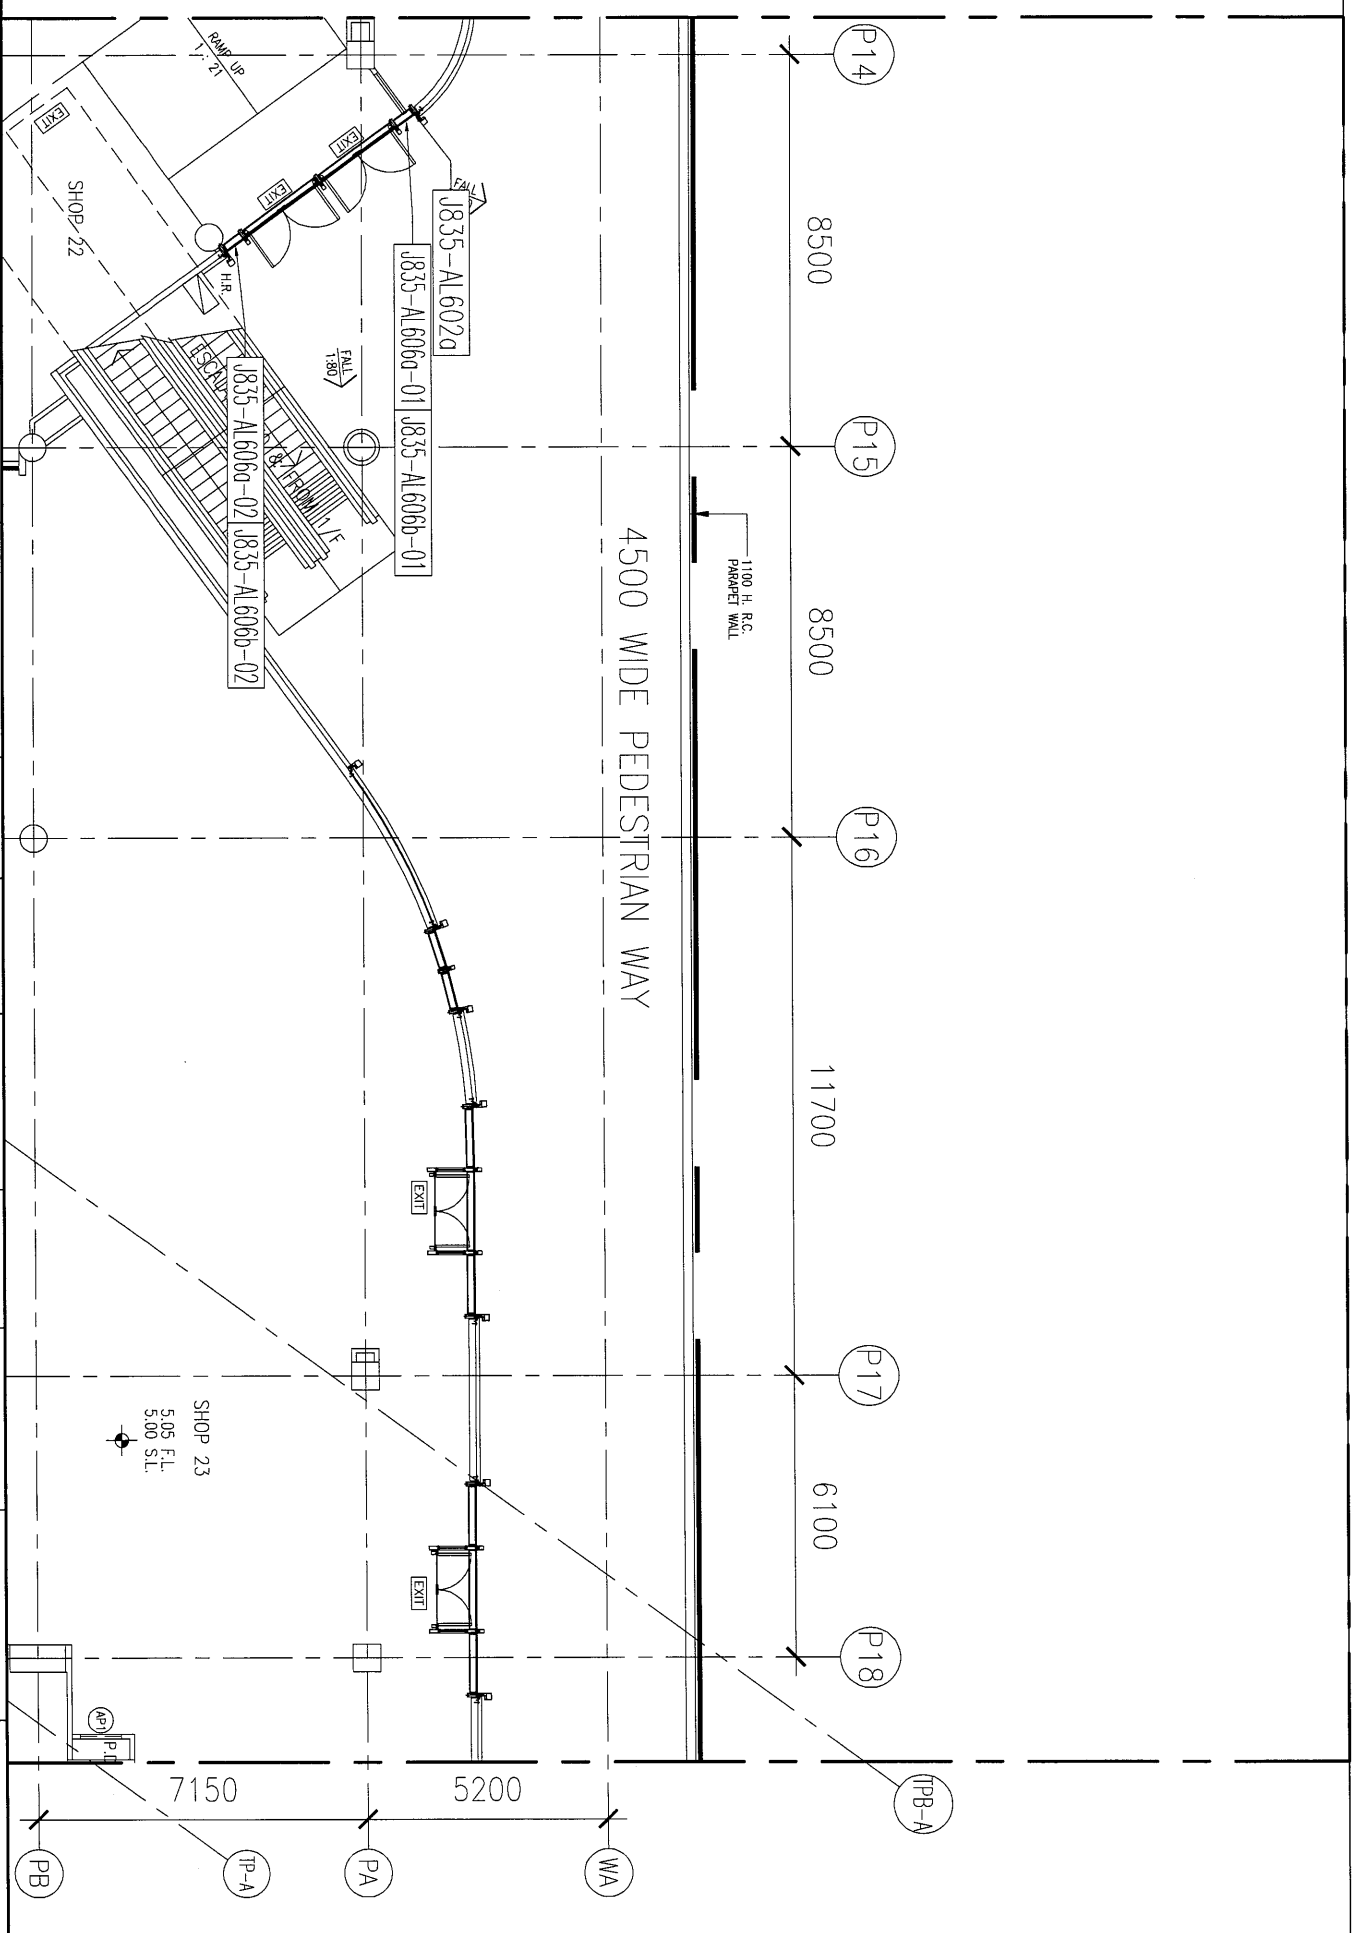 P14
P15
P16
P17
P18
8500
8500
11700
6100
1100 H. R.C.
PARAPET WALL
4500 WIDE PEDESTRIAN WAY
RAMP UP
1 : 21
EXIT
EXIT
EXIT
SHOP 22
H.R.
FALL
FALL
1:80
J835-AL602a
J835-AL606a-01 J835-AL606b-01
J835-AL606a-02 J835-AL606b-02
& FROM 1/F
EXIT
EXIT
SHOP 23
5.05 F.L.
5.00 S.L.
AP1
7150
5200
TPB-A
WA
PA
TP-A
PB